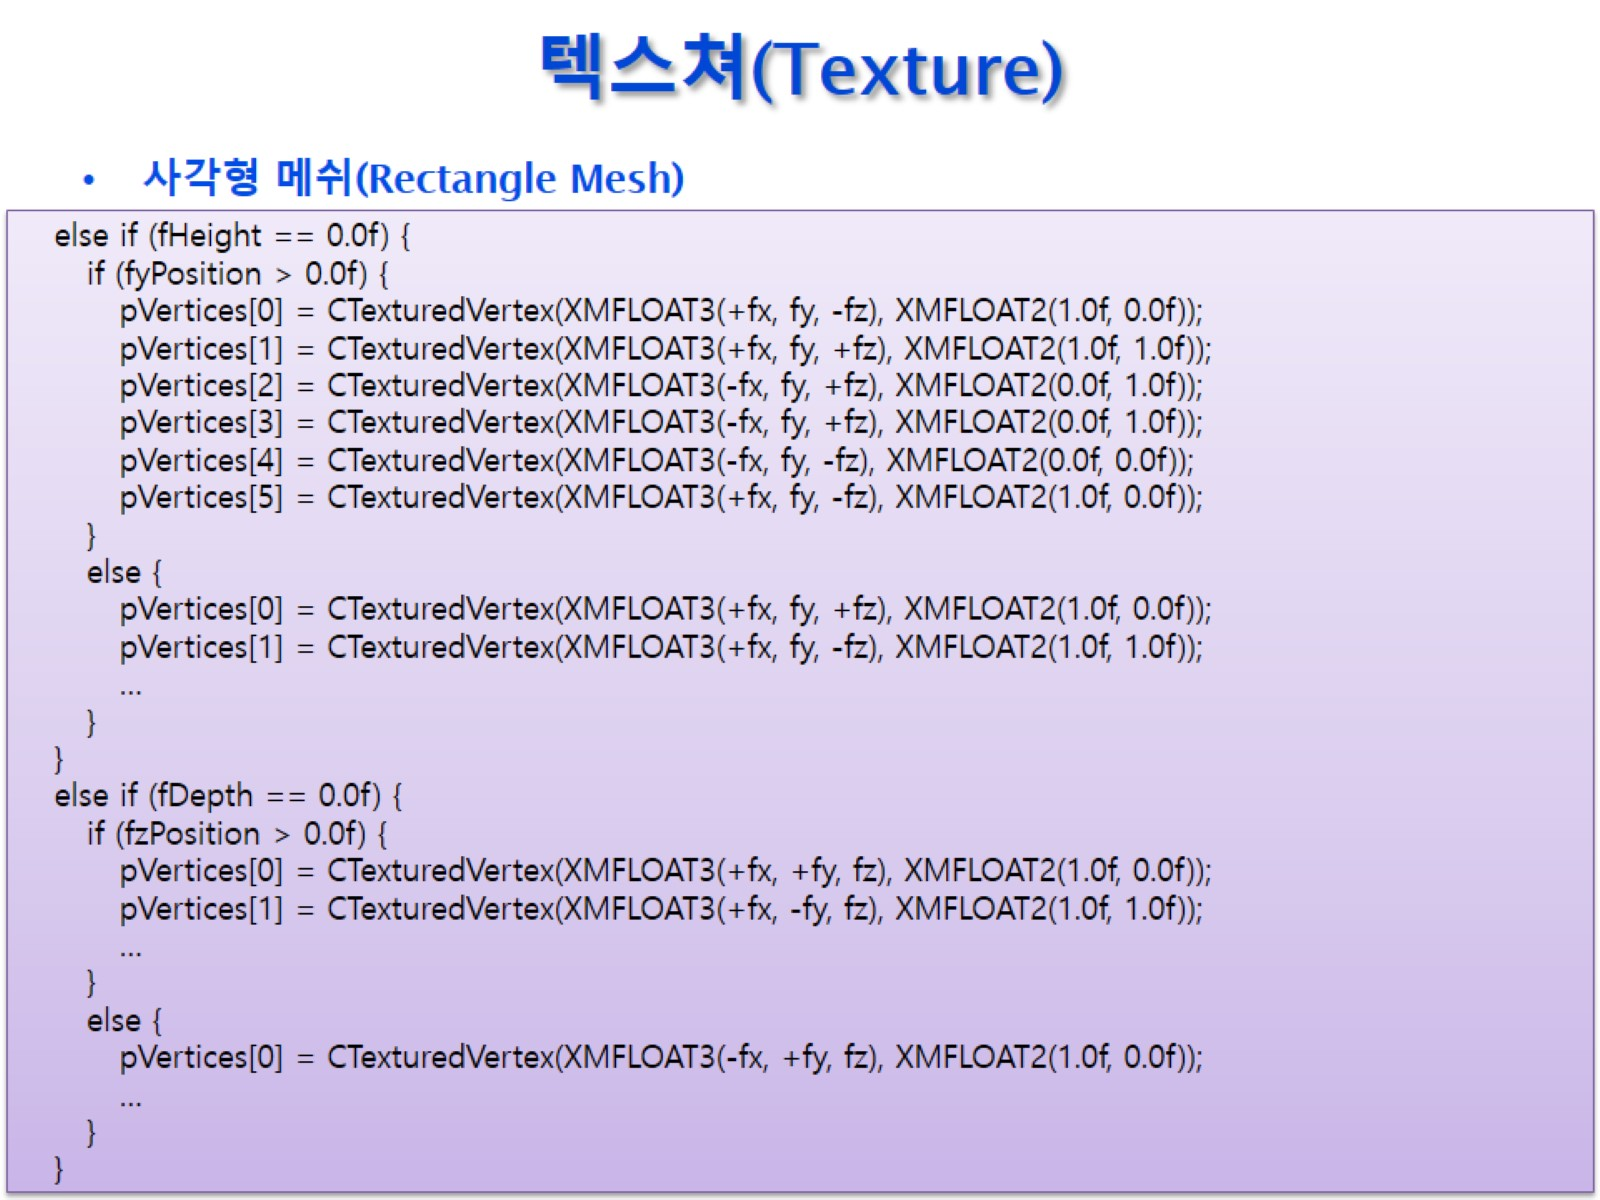 텍스쳐(Texture)
• 사각형 메쉬(Rectangle Mesh)
else if (fHeight == 0.0f) {
if (fyPosition > 0.0f) {
pVertices[0] = CTexturedVertex(XMFLOAT3(+fx, fy, -fz), XMFLOAT2(1.0f, 0.0f));
pVertices[1] = CTexturedVertex(XMFLOAT3(+fx, fy, +fz), XMFLOAT2(1.0f, 1.0f));
pVertices[2] = CTexturedVertex(XMFLOAT3(-fx, fy, +fz), XMFLOAT2(0.0f, 1.0f));
pVertices[3] = CTexturedVertex(XMFLOAT3(-fx, fy, +fz), XMFLOAT2(0.0f, 1.0f));
pVertices[4] = CTexturedVertex(XMFLOAT3(-fx, fy, -fz), XMFLOAT2(0.0f, 0.0f));
pVertices[5] = CTexturedVertex(XMFLOAT3(+fx, fy, -fz), XMFLOAT2(1.0f, 0.0f));
}
else {
pVertices[0] = CTexturedVertex(XMFLOAT3(+fx, fy, +fz), XMFLOAT2(1.0f, 0.0f));
pVertices[1] = CTexturedVertex(XMFLOAT3(+fx, fy, -fz), XMFLOAT2(1.0f, 1.0f));
...
}
}
else if (fDepth == 0.0f) {
if (fzPosition > 0.0f) {
pVertices[0] = CTexturedVertex(XMFLOAT3(+fx, +fy, fz), XMFLOAT2(1.0f, 0.0f));
pVertices[1] = CTexturedVertex(XMFLOAT3(+fx, -fy, fz), XMFLOAT2(1.0f, 1.0f));
...
}
else {
pVertices[0] = CTexturedVertex(XMFLOAT3(-fx, +fy, fz), XMFLOAT2(1.0f, 0.0f));
...
}
}